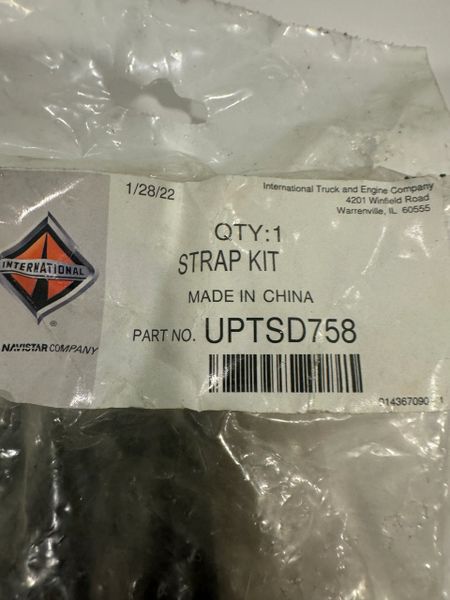 1/28/22
International Truck and Engine Company
4201 Winfield Road
Warrenville, IL 60555
QTY:1
STRAP KIT
INTERNATIONAL
®
MADE IN CHINA
PART NO. UPTSD758
NAVISTAR COMPANY